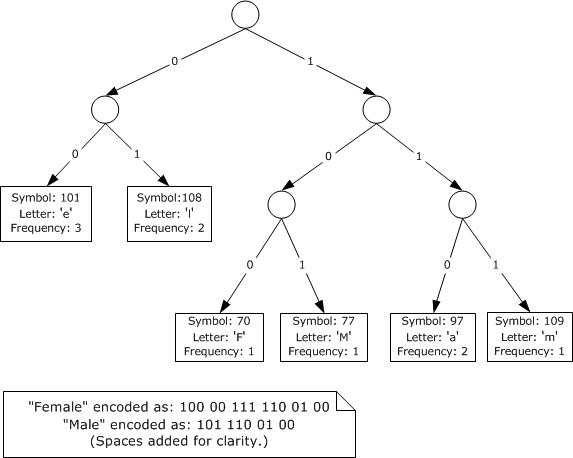 0
1
0
1
0
1
Symbol: 101
Letter: 'e'
Frequency: 3
Symbol:108
Letter: 'l'
Frequency: 2
0
1
0
1
Symbol: 70
Letter: 'F'
Frequency: 1
Symbol: 77
Letter: 'M'
Frequency: 1
Symbol: 97
Letter: 'a'
Frequency: 2
Symbol: 109
Letter: 'm'
Frequency: 1
"Female" encoded as: 100 00 111 110 01 00
"Male" encoded as: 101 110 01 00
(Spaces added for clarity.)